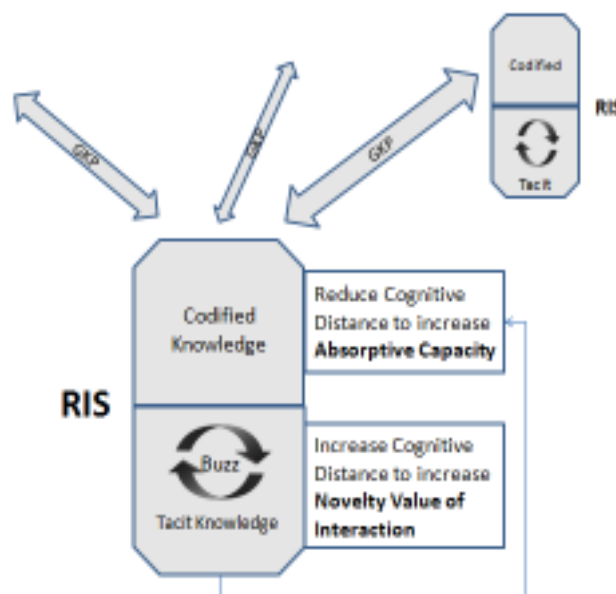 Codified
RIS
Tacit
GKP
GKP
GKP
Codified
Knowledge
Reduce Cognitive
Distance to increase
Absorptive Capacity
RIS
Buzz
Tacit Knowledge
Increase Cognitive
Distance to increase
Novelty Value of
Interaction